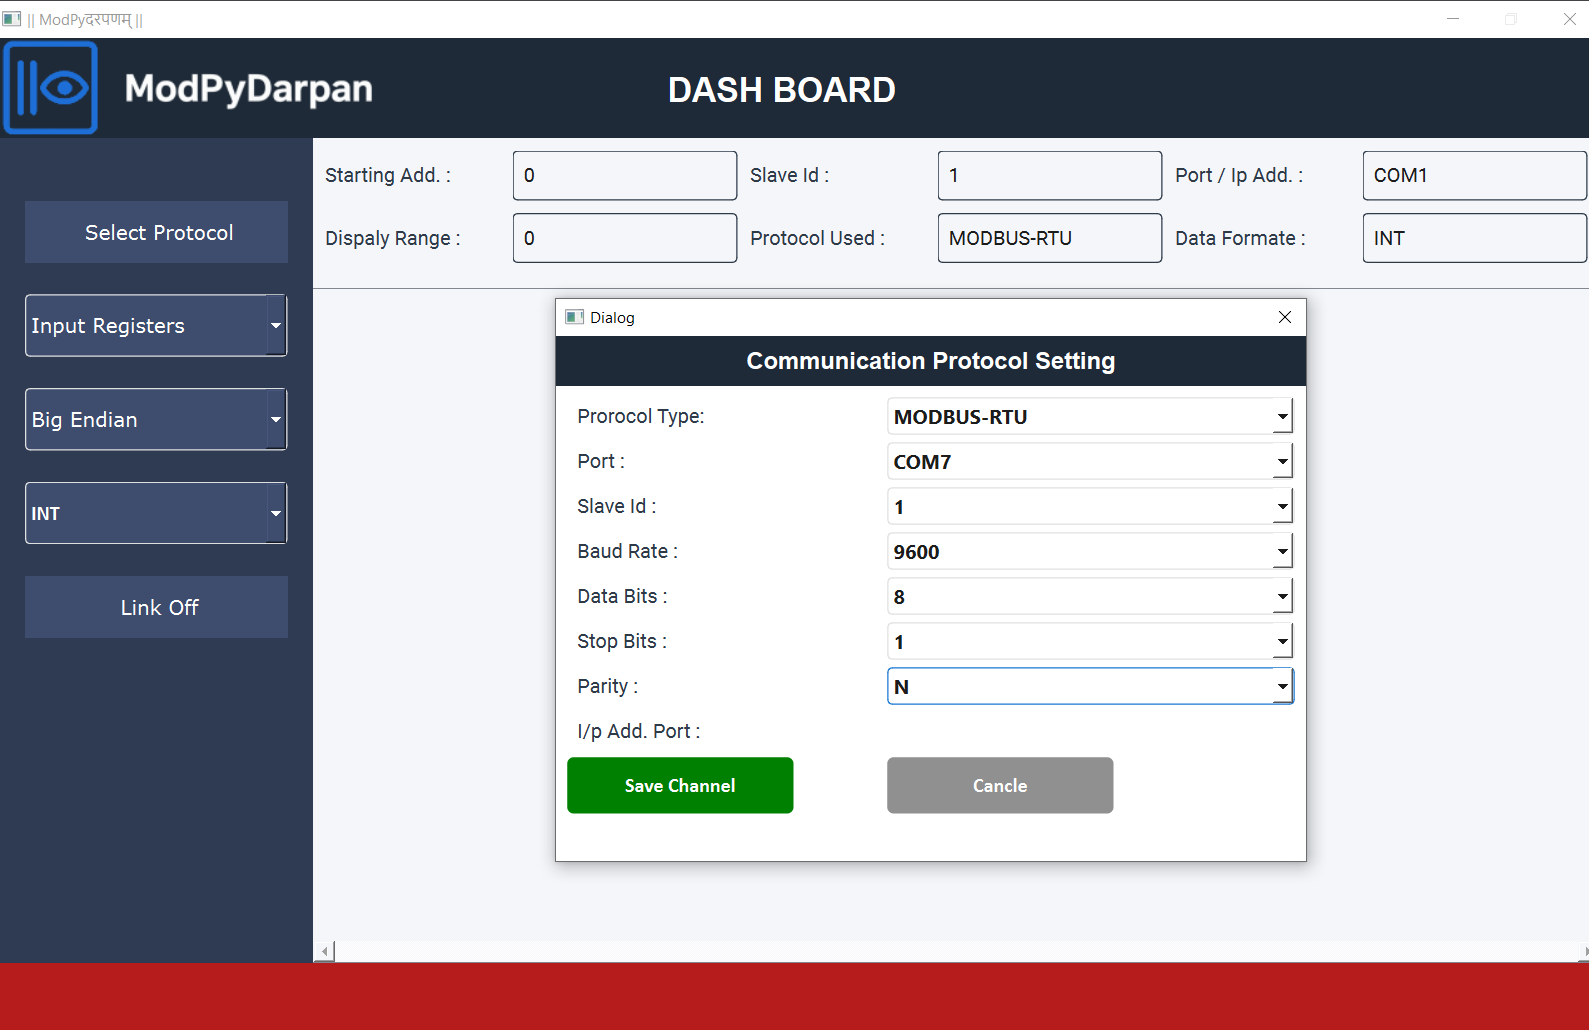 || ModPyदरपणम् ||
ModPyDarpan
DASH BOARD
Select Protocol
Input Registers
Big Endian
INT
Link Off
Starting Add. : 0 Slave Id : 1 Port / Ip Add. : COM1
Dispaly Range : 0 Protocol Used : MODBUS-RTU Data Formate : INT
Dialog
Communication Protocol Setting
Prorocol Type: MODBUS-RTU
Port : COM7
Slave Id : 1
Baud Rate : 9600
Data Bits : 8
Stop Bits : 1
Parity : N
I/p Add. Port :
Save Channel Cancle